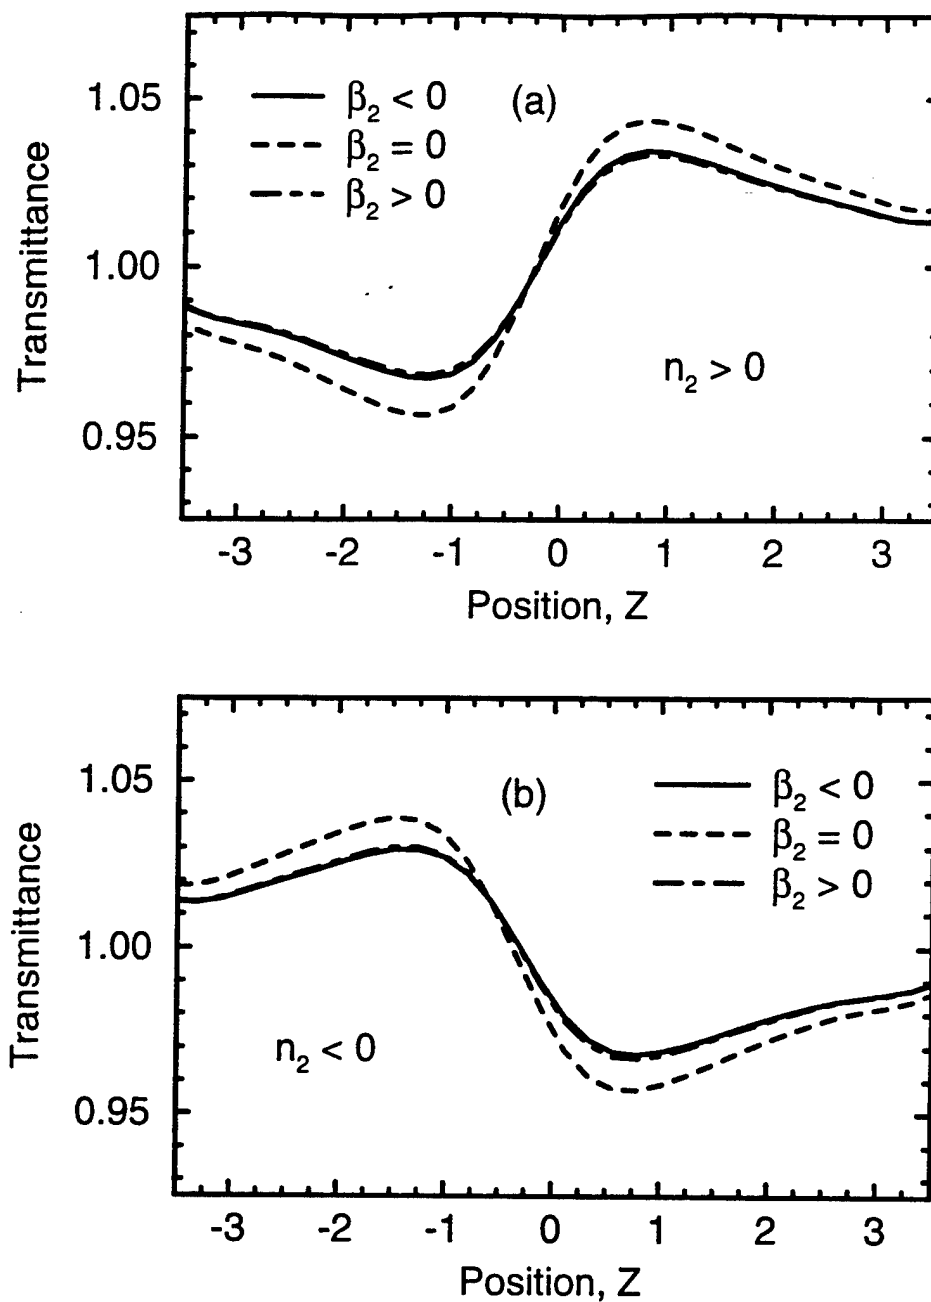 (a)
β₂ < 0
β₂ = 0
β₂ > 0
n₂ > 0
Transmittance
1.05
1.00
0.95
-3 -2 -1 0 1 2 3
Position, Z
(b)
β₂ < 0
β₂ = 0
β₂ > 0
n₂ < 0
Transmittance
1.05
1.00
0.95
-3 -2 -1 0 1 2 3
Position, Z